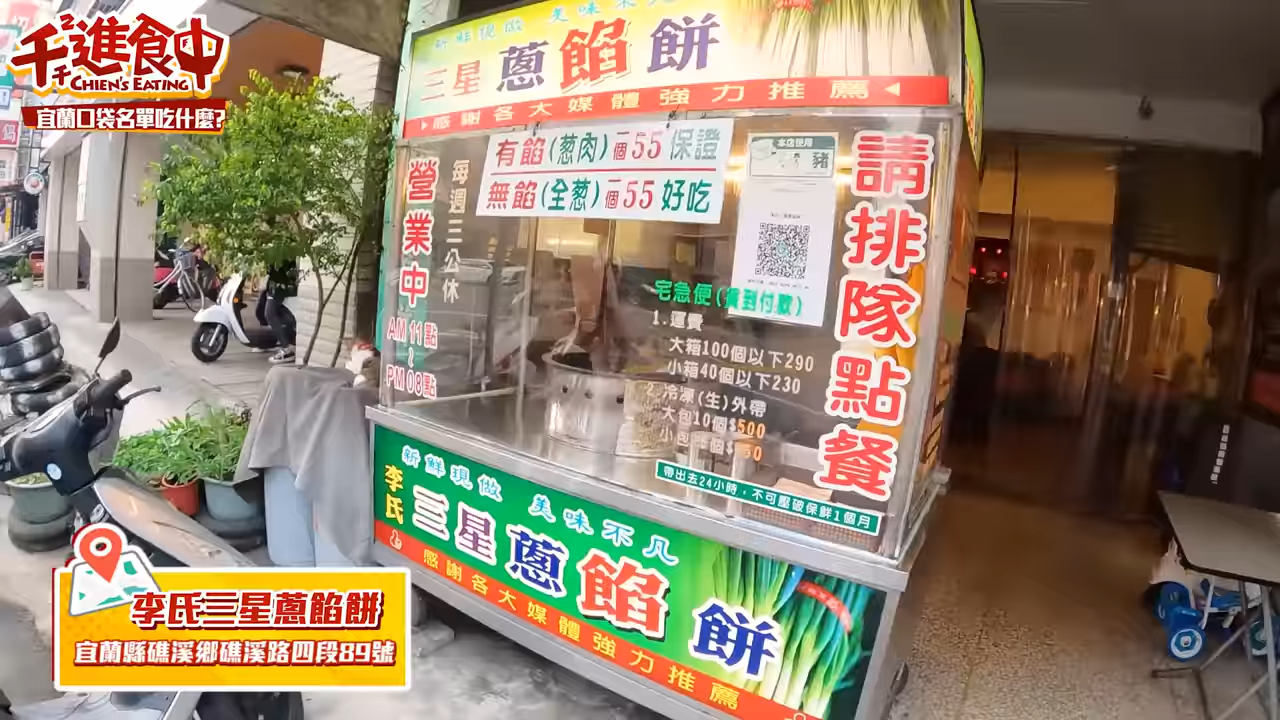 千千進食中
CHIEN'S EATING
宜蘭口袋名單吃什麼?
新鮮現做 美味不凡
三星蔥餡餅
感謝各大媒體強力推薦
有餡(葱肉)一個55保證
無餡(全葱)一個55好吃
本店使用
豬
請排隊點餐
營業中
AM 11點
~
PM 08點
每週三公休
宅急便(貨到付款)
1.運費
大箱100個以下290
小箱40個以下230
2.冷凍(生)外帶
大包10個$500
帶出去24小時,不可壓破保鮮1個月
新鮮現做 美味不凡
李氏三星蔥餡餅
感謝各大媒體強力推薦
李氏三星蔥餡餅
宜蘭縣礁溪鄉礁溪路四段89號